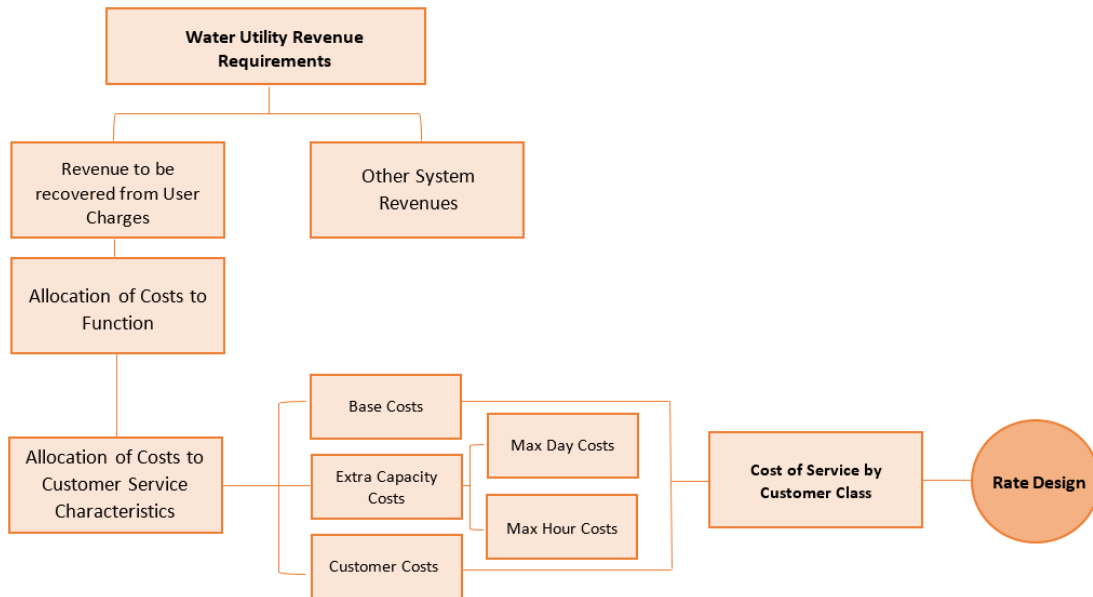 Water Utility Revenue
Requirements
Revenue to be
recovered from User
Charges
Other System
Revenues
Allocation of Costs to
Function
Allocation of Costs to
Customer Service
Characteristics
Base Costs
Extra Capacity
Costs
Customer Costs
Max Day Costs
Max Hour Costs
Cost of Service by
Customer Class
Rate Design